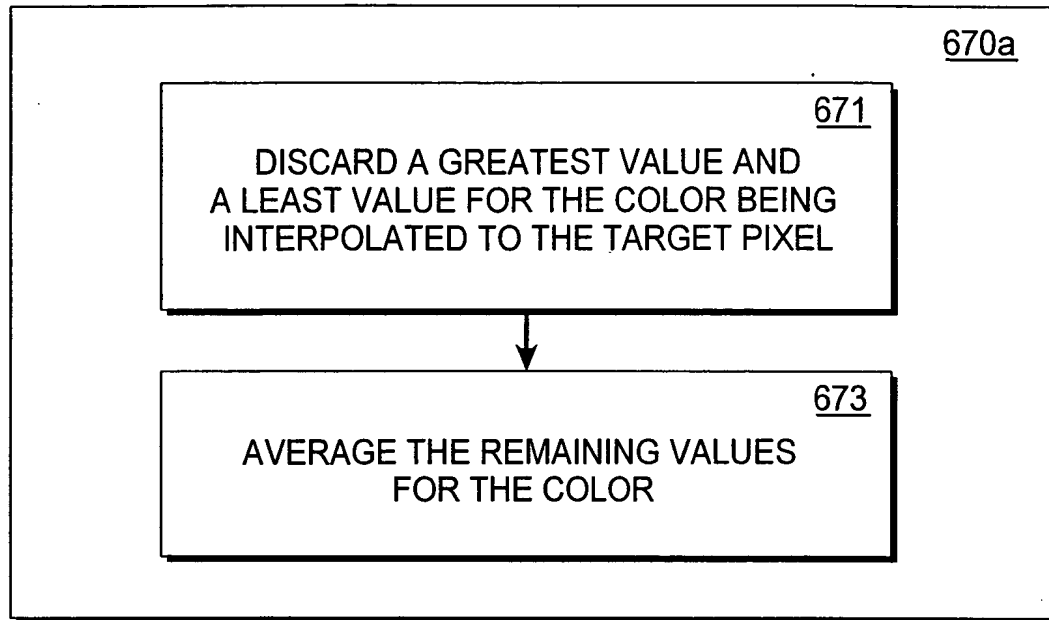 670a
671
DISCARD A GREATEST VALUE AND
A LEAST VALUE FOR THE COLOR BEING
INTERPOLATED TO THE TARGET PIXEL
673
AVERAGE THE REMAINING VALUES
FOR THE COLOR